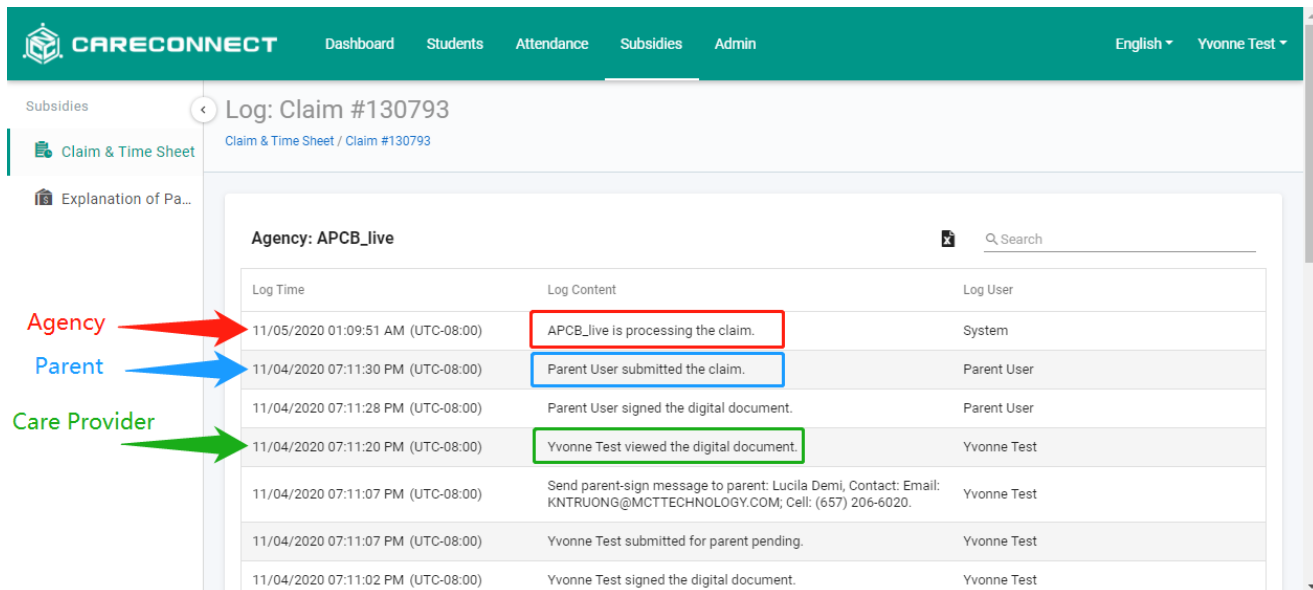 CARECONNECT Dashboard Students Attendance Subsidies Admin English Yvonne Test
Subsidies
Log: Claim #130793
Claim & Time Sheet
Claim & Time Sheet / Claim #130793
Explanation of Pa...
Agency: APCB_live
Search
Log Time Log Content Log User
Agency
11/05/2020 01:09:51 AM (UTC-08:00) APCB_live is processing the claim. System
Parent
11/04/2020 07:11:30 PM (UTC-08:00) Parent User submitted the claim. Parent User
11/04/2020 07:11:28 PM (UTC-08:00) Parent User signed the digital document. Parent User
Care Provider
11/04/2020 07:11:20 PM (UTC-08:00) Yvonne Test viewed the digital document. Yvonne Test
11/04/2020 07:11:07 PM (UTC-08:00) Send parent-sign message to parent: Lucila Demi, Contact: Email: Yvonne Test
KNTRUONG@MCTTECHNOLOGY.COM; Cell: (657) 206-6020.
11/04/2020 07:11:07 PM (UTC-08:00) Yvonne Test submitted for parent pending. Yvonne Test
11/04/2020 07:11:02 PM (UTC-08:00) Yvonne Test signed the digital document. Yvonne Test